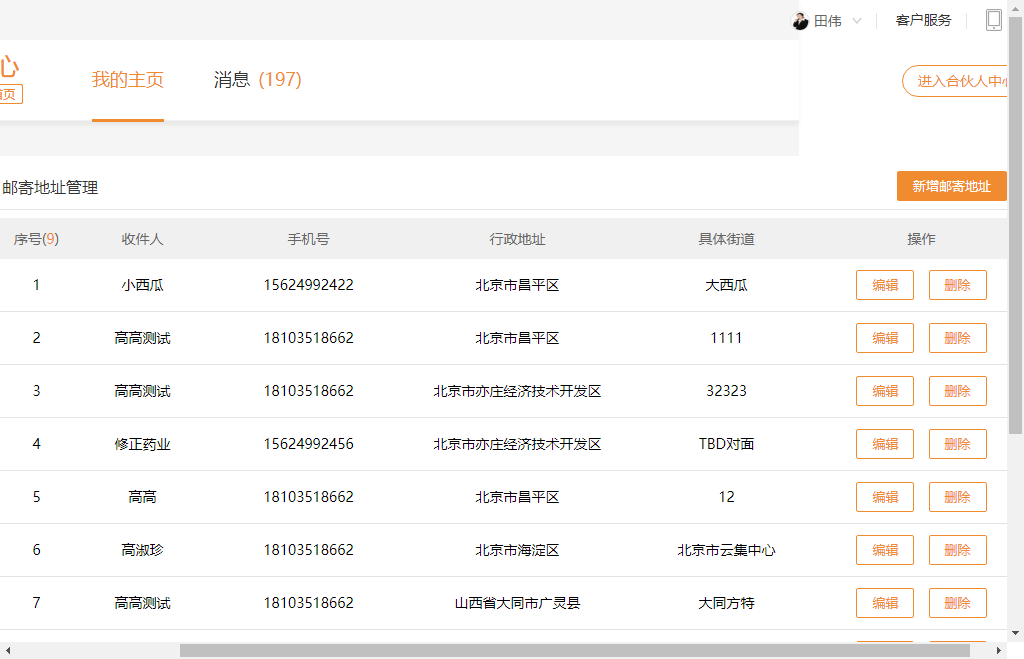 田伟
客户服务
心
首页
我的主页
消息 (197)
进入合伙人中心
邮寄地址管理
新增邮寄地址
序号(9) 收件人 手机号 行政地址 具体街道 操作
1 小西瓜 15624992422 北京市昌平区 大西瓜 编辑 删除
2 高高测试 18103518662 北京市昌平区 1111 编辑 删除
3 高高测试 18103518662 北京市亦庄经济技术开发区 32323 编辑 删除
4 修正药业 15624992456 北京市亦庄经济技术开发区 TBD对面 编辑 删除
5 高高 18103518662 北京市昌平区 12 编辑 删除
6 高淑珍 18103518662 北京市海淀区 北京市云集中心 编辑 删除
7 高高测试 18103518662 山西省大同市广灵县 大同方特 编辑 删除